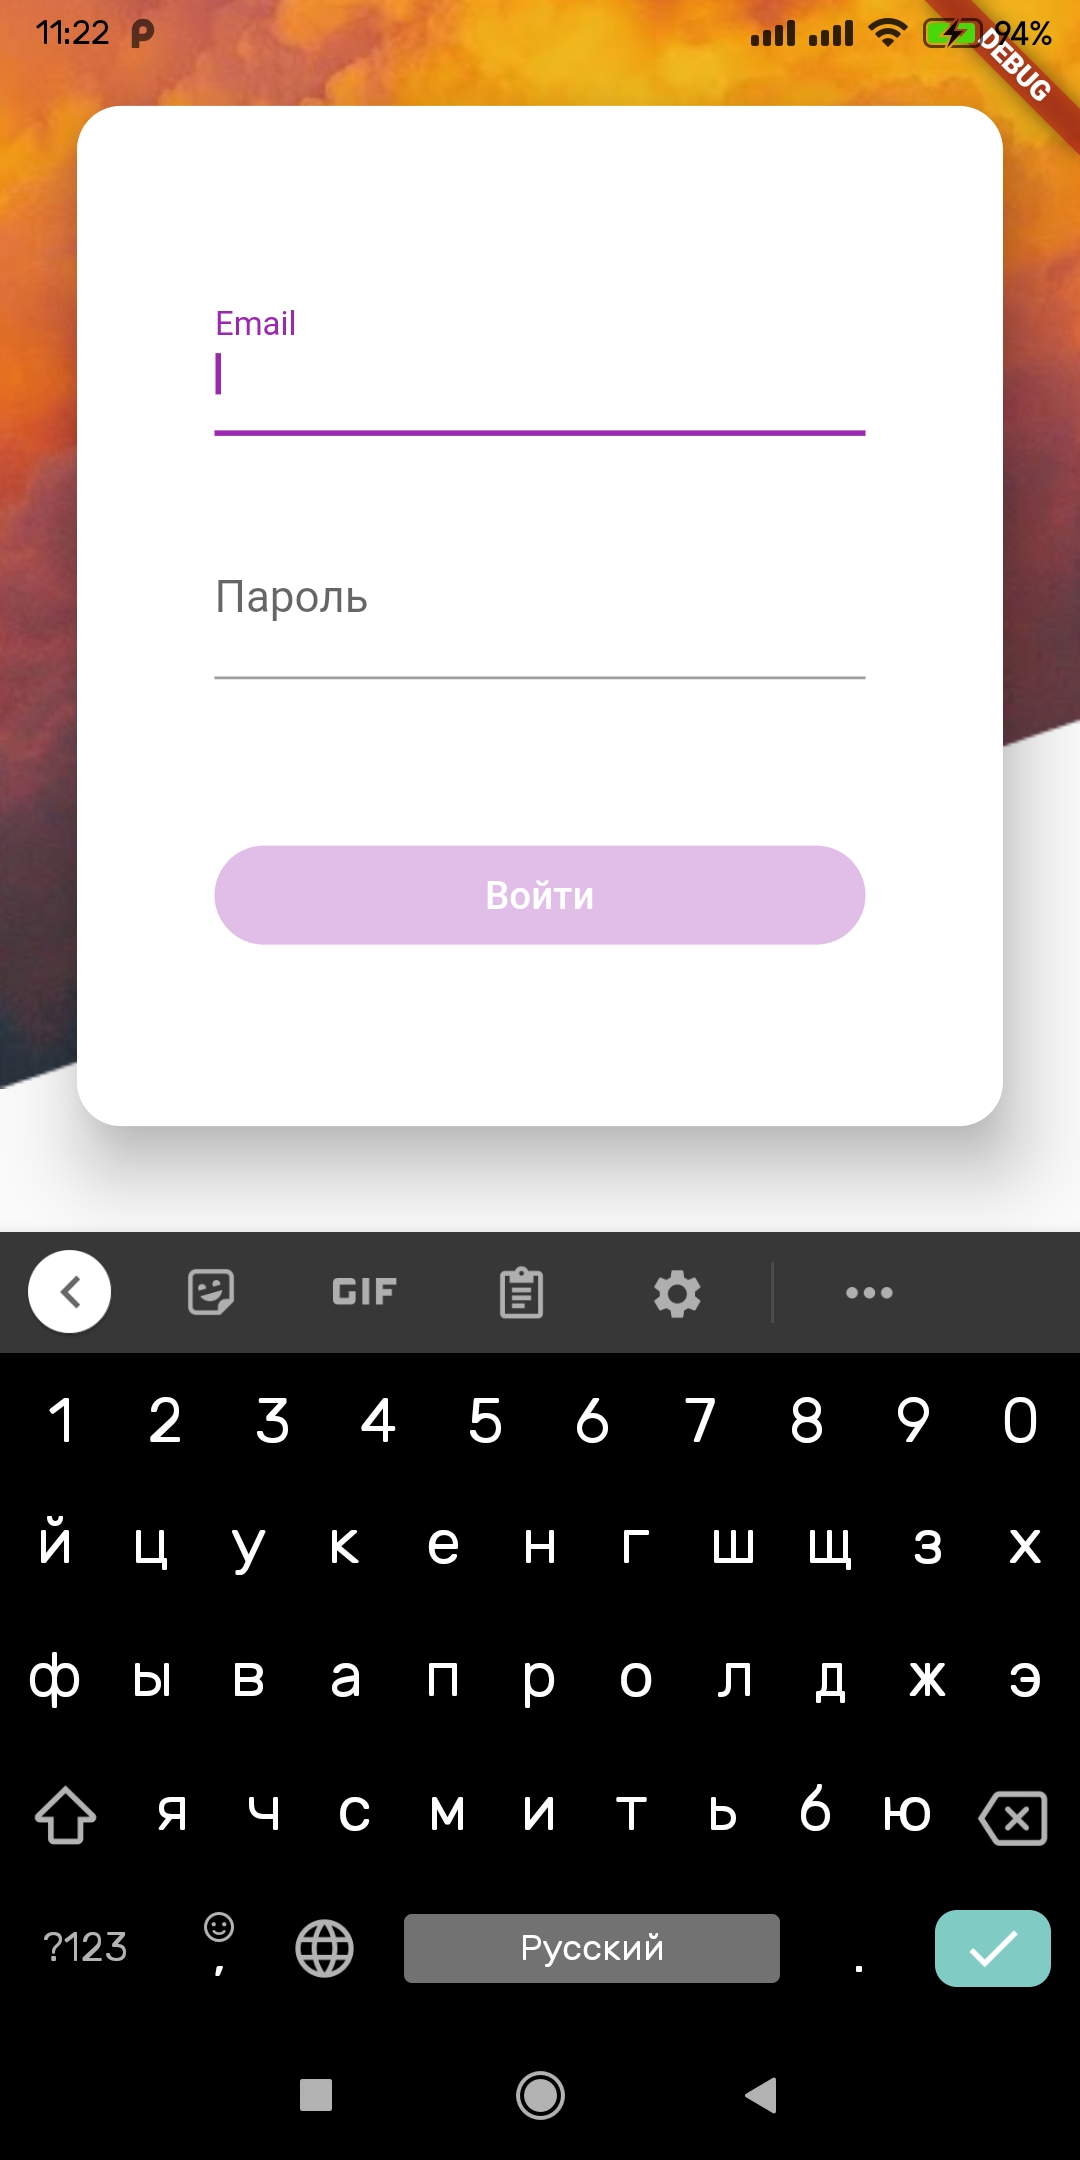 11:22
94%
DEBUG
Email
Пароль
Войти
GIF
1 2 3 4 5 6 7 8 9 0
й ц у к е н г ш щ з х
ф ы в а п р о л д ж э
я ч с м и т ь б ю
?123 , Русский .